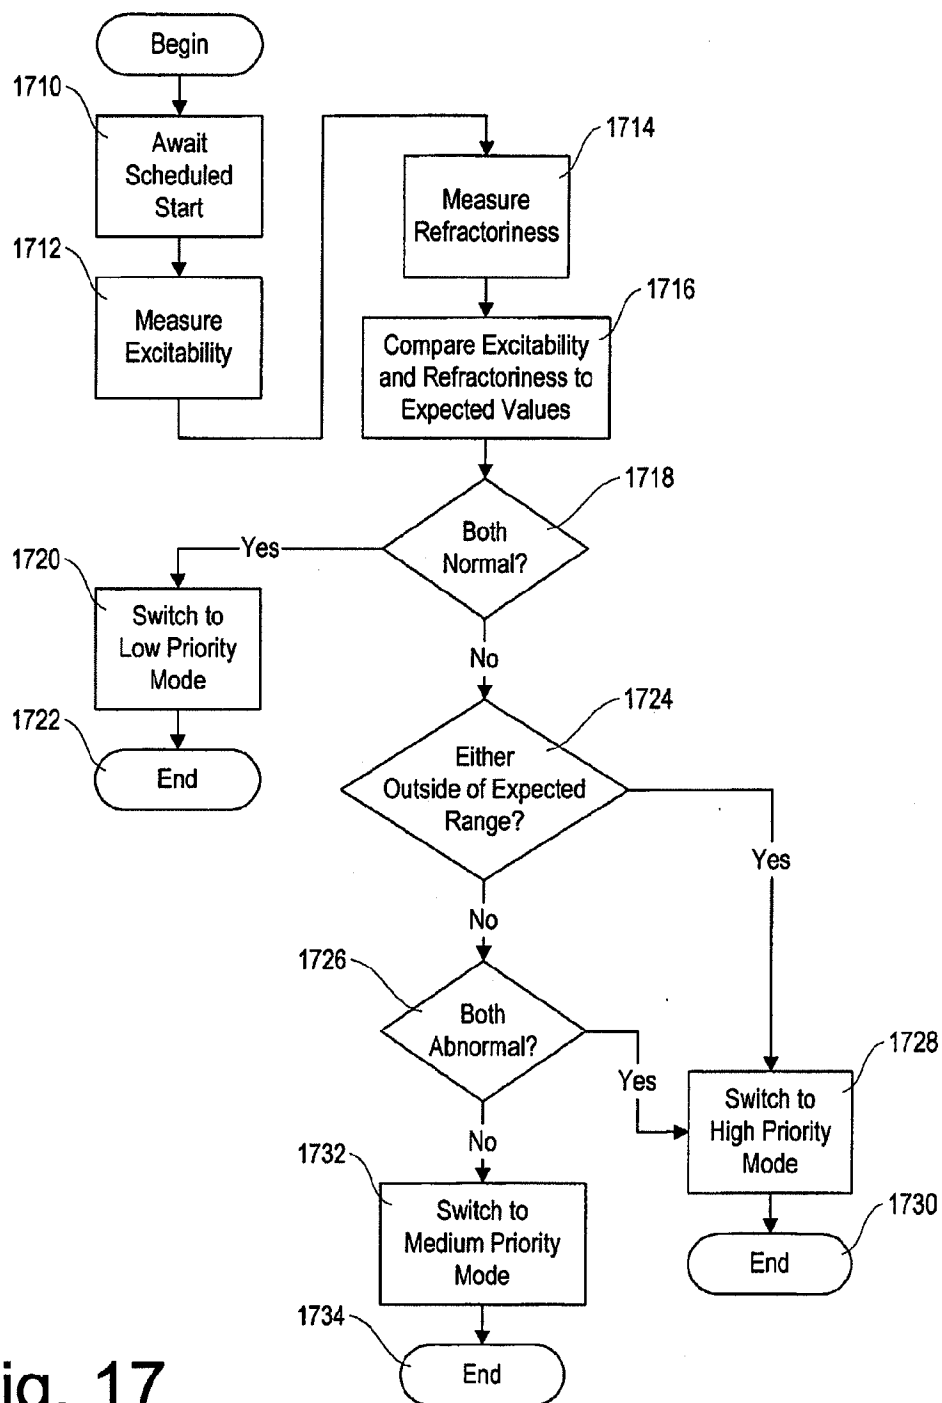 Begin
1710
Await
Scheduled
Start
1712
Measure
Excitability
1714
Measure
Refractoriness
1716
Compare Excitability
and Refractoriness to
Expected Values
1718
Both
Normal?
Yes
1720
Switch to
Low Priority
Mode
1722
End
No
1724
Either
Outside of Expected
Range?
Yes
No
1726
Both
Abnormal?
Yes
1728
Switch to
High Priority
Mode
1730
End
No
1732
Switch to
Medium Priority
Mode
1734
End
ig. 17